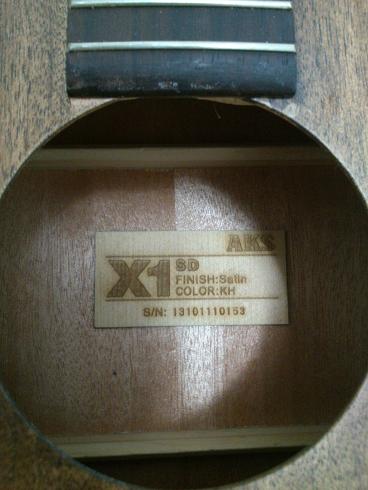 AKS
X1 SD
FINISH:Satin
COLOR:KH
S/N: 13101110153